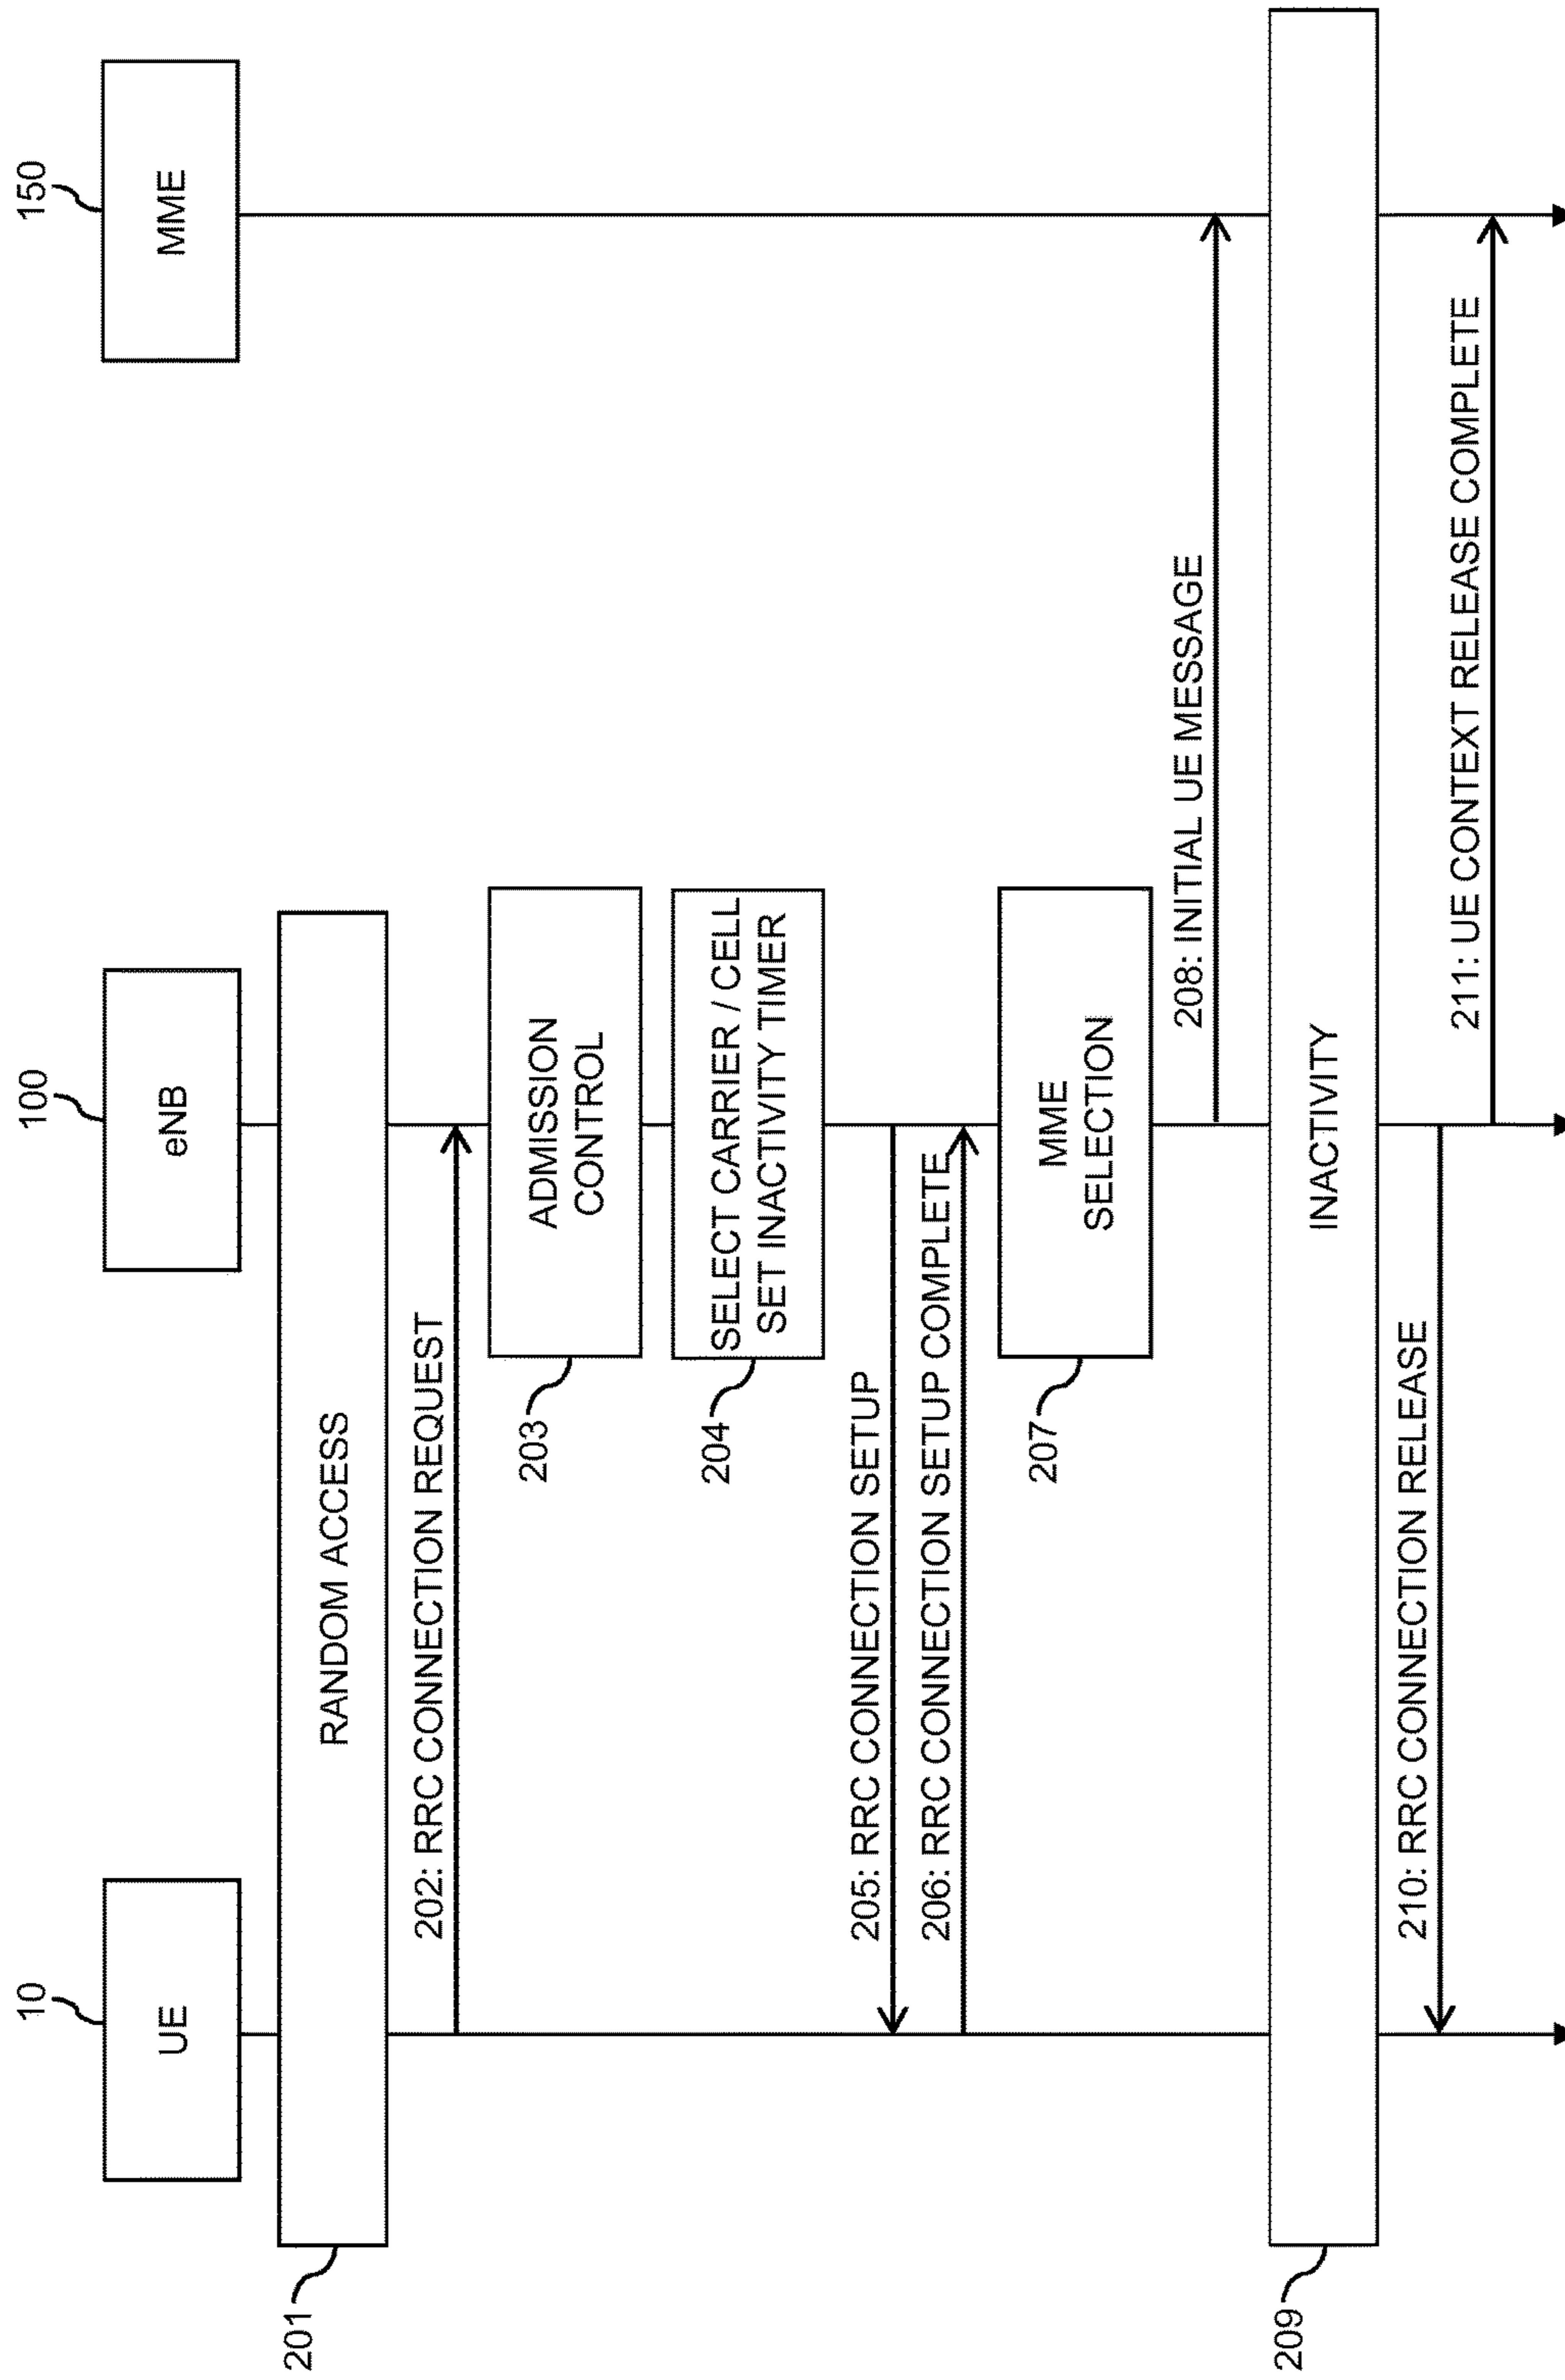 10
100
150
UE
eNB
MME
201
RANDOM ACCESS
202: RRC CONNECTION REQUEST
ADMISSION
CONTROL
203
SELECT CARRIER / CELL
SET INACTIVITY TIMER
204
205: RRC CONNECTION SETUP
206: RRC CONNECTION SETUP COMPLETE
MME
SELECTION
207
208: INITIAL UE MESSAGE
INACTIVITY
209
210: RRC CONNECTION RELEASE
211: UE CONTEXT RELEASE COMPLETE